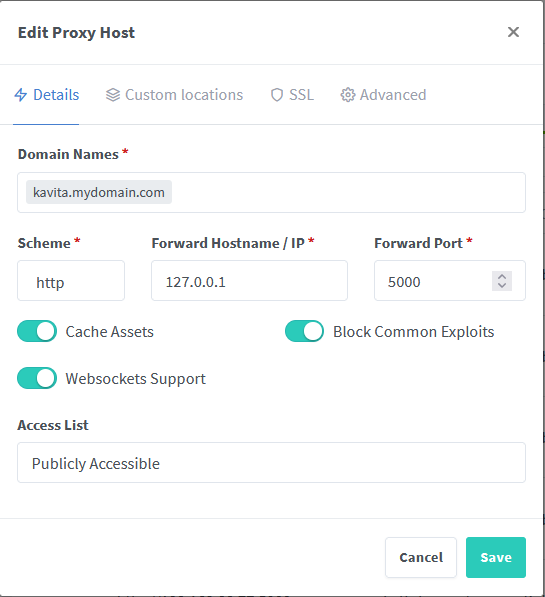 Edit Proxy Host
Details Custom locations SSL Advanced
Domain Names *
kavita.mydomain.com
Scheme * Forward Hostname / IP * Forward Port *
http 127.0.0.1 5000
Cache Assets Block Common Exploits
Websockets Support
Access List
Publicly Accessible
Cancel Save